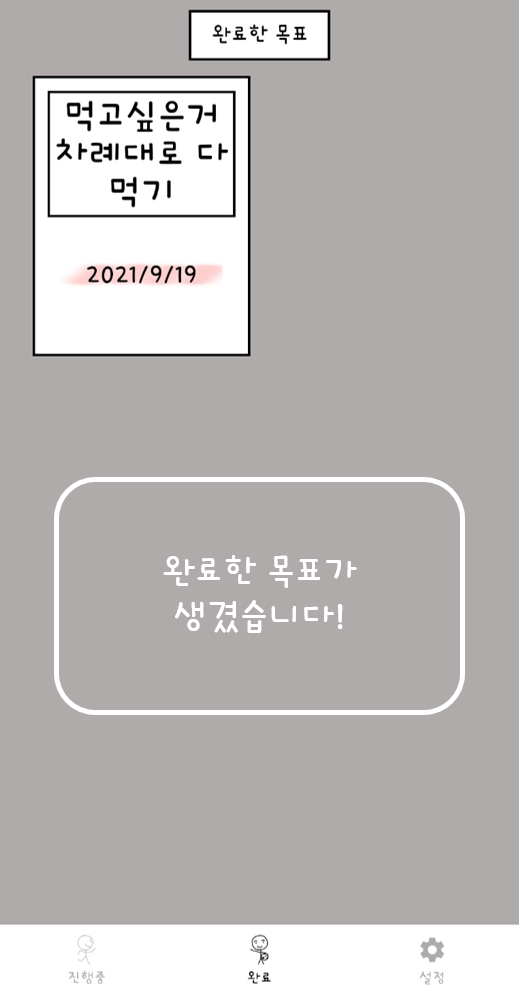 완료한 목표
먹고싶은거
차례대로 다
먹기
2021/9/19
완료한 목표가
생겼습니다!
진행중
완료
설정